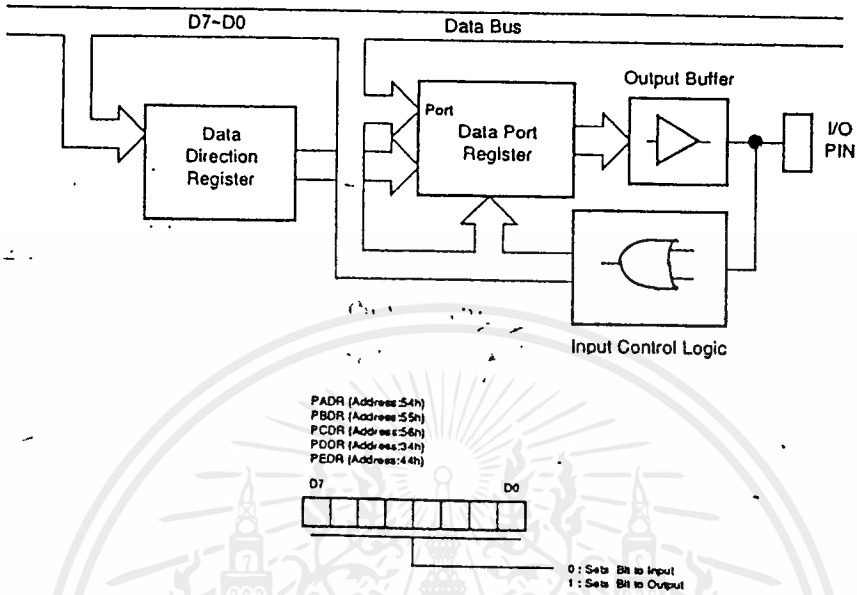 D7~D0
Data Bus
Output Buffer
Data
Direction
Register
Port
Data Port
Register
I/O
PIN
Input Control Logic
PADR (Address:54h)
PBDR (Address:55h)
PCDR (Address:56h)
PDDR (Address:34h)
PEDR (Address:44h)
D7
D0
0 : Sets Bit to Input
1 : Sets Bit to Output